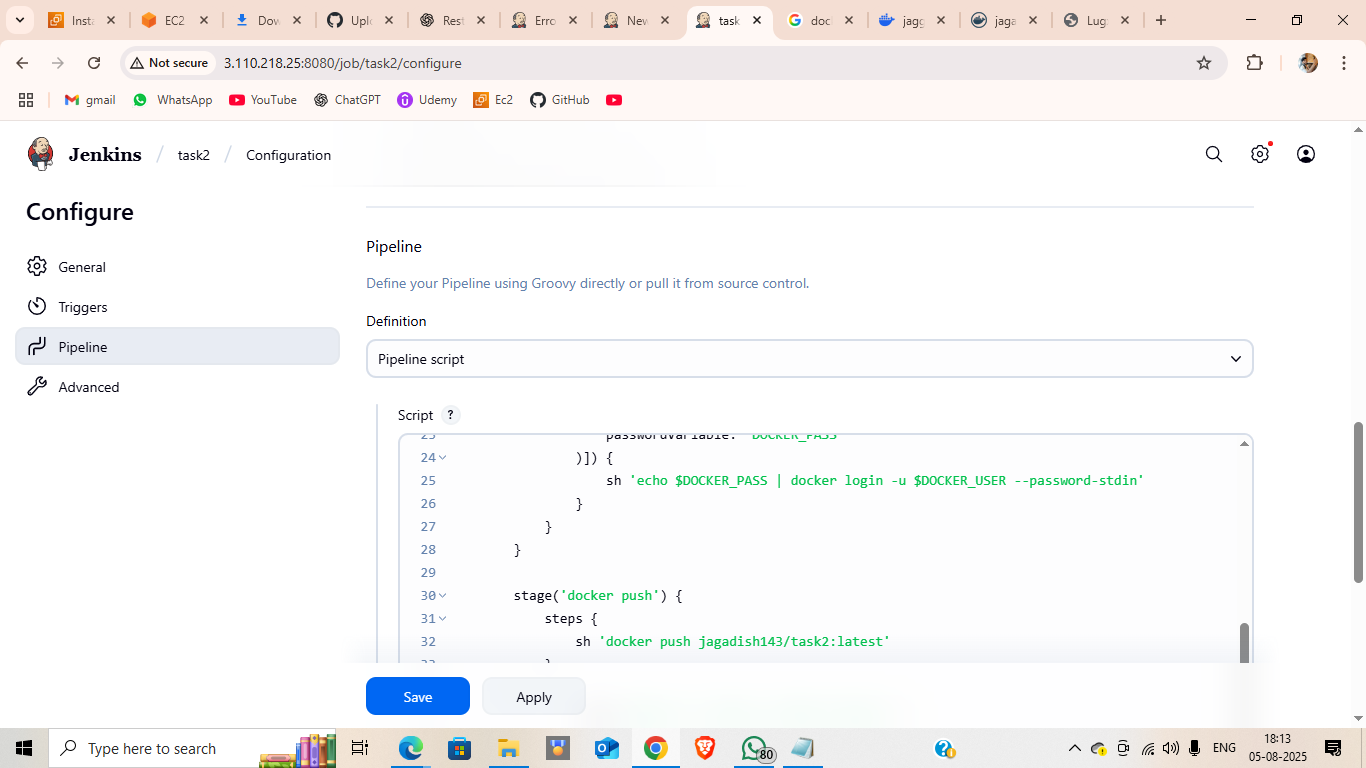 Insta
EC2
Dow
Uplo
Rest
Erro
New
task
docl
jagg
jaga
Lug
Not secure
3.110.218.25:8080/job/task2/configure
gmail
WhatsApp
YouTube
ChatGPT
Udemy
Ec2
GitHub
Jenkins / task2 / Configuration
Configure
General
Triggers
Pipeline
Advanced
Pipeline
Define your Pipeline using Groovy directly or pull it from source control.
Definition
Pipeline script
Script ?
23 passwordVariable: 'DOCKER_PASS'
24 )]) {
25 sh 'echo $DOCKER_PASS | docker login -u $DOCKER_USER --password-stdin'
26 }
27 }
28 }
29
30 stage('docker push') {
31 steps {
32 sh 'docker push jagadish143/task2:latest'
33 }
Save
Apply
Type here to search
80
ENG
18:13
05-08-2025